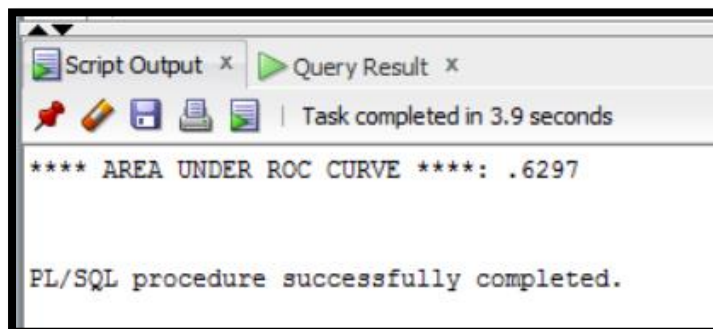 Script Output x Query Result x
Task completed in 3.9 seconds
**** AREA UNDER ROC CURVE ****: .6297
PL/SQL procedure successfully completed.